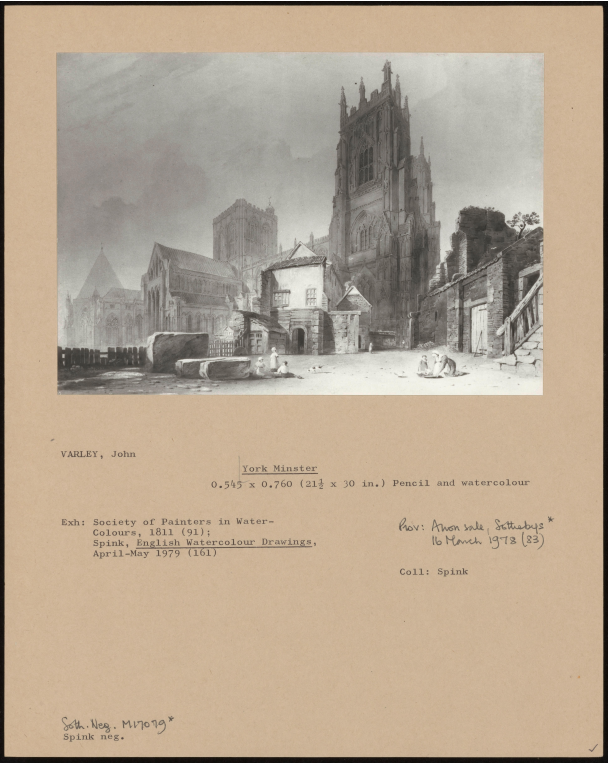 VARLEY, John
York Minster
0.545 x 0.760 (21½ x 30 in.) Pencil and watercolour
Exh: Society of Painters in Water-
Colours, 1811 (91);
Spink, English Watercolour Drawings,
April-May 1979 (161)
Prov: Anon sale, Sothebys*
16 March 1978 (83)
Coll: Spink
Soth. Neg. M17079*
Spink neg.